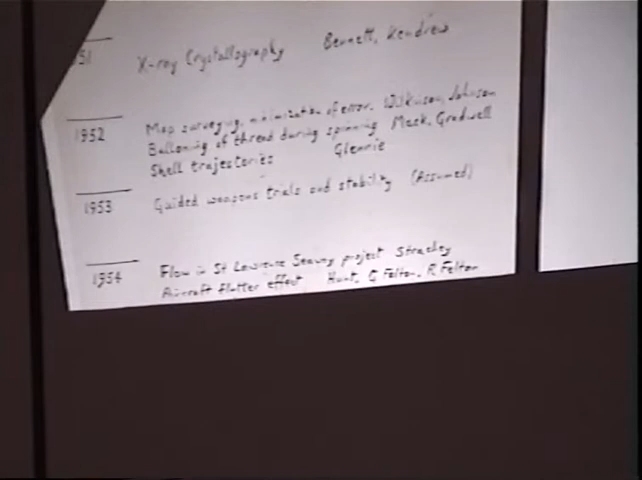 51 X-ray Crystallography Bennett, Kendrew
1952 Map surveying, minimization of error. Wilkinson, Johnson
Ballooning of thread during spinning Mack, Gradwell
Shell trajectories Glennie
1953 Guided weapons trials and stability (Assumed)
1954 Flow in St Lawrence Seaway project Strachey
Aircraft flutter effect Hunt, G Felton, R Felton